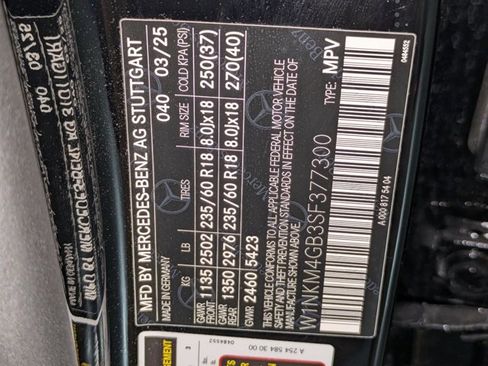 MFD BY MERCEDES-BENZ AG STUTTGART
MADE IN GERMANY 040 03/25
KG LB TIRES RIM SIZE COLD KPA(PSI)
GAWR FRONT 1135 2502 235/60 R18 8.0Jx18 250(37)
GAWR REAR 1350 2976 235/60 R18 8.0Jx18 270(40)
GVWR 2460 5423
THIS VEHICLE CONFORMS TO ALL APPLICABLE FEDERAL MOTOR VEHICLE
SAFETY AND THEFT PREVENTION STANDARDS IN EFFECT ON THE DATE OF
MANUFACTURE SHOWN ABOVE
W1NKM4GB3SF377300 TYPE: MPV
A 000 817 54 04 0484552
A 254 584 30 00
0484552
3